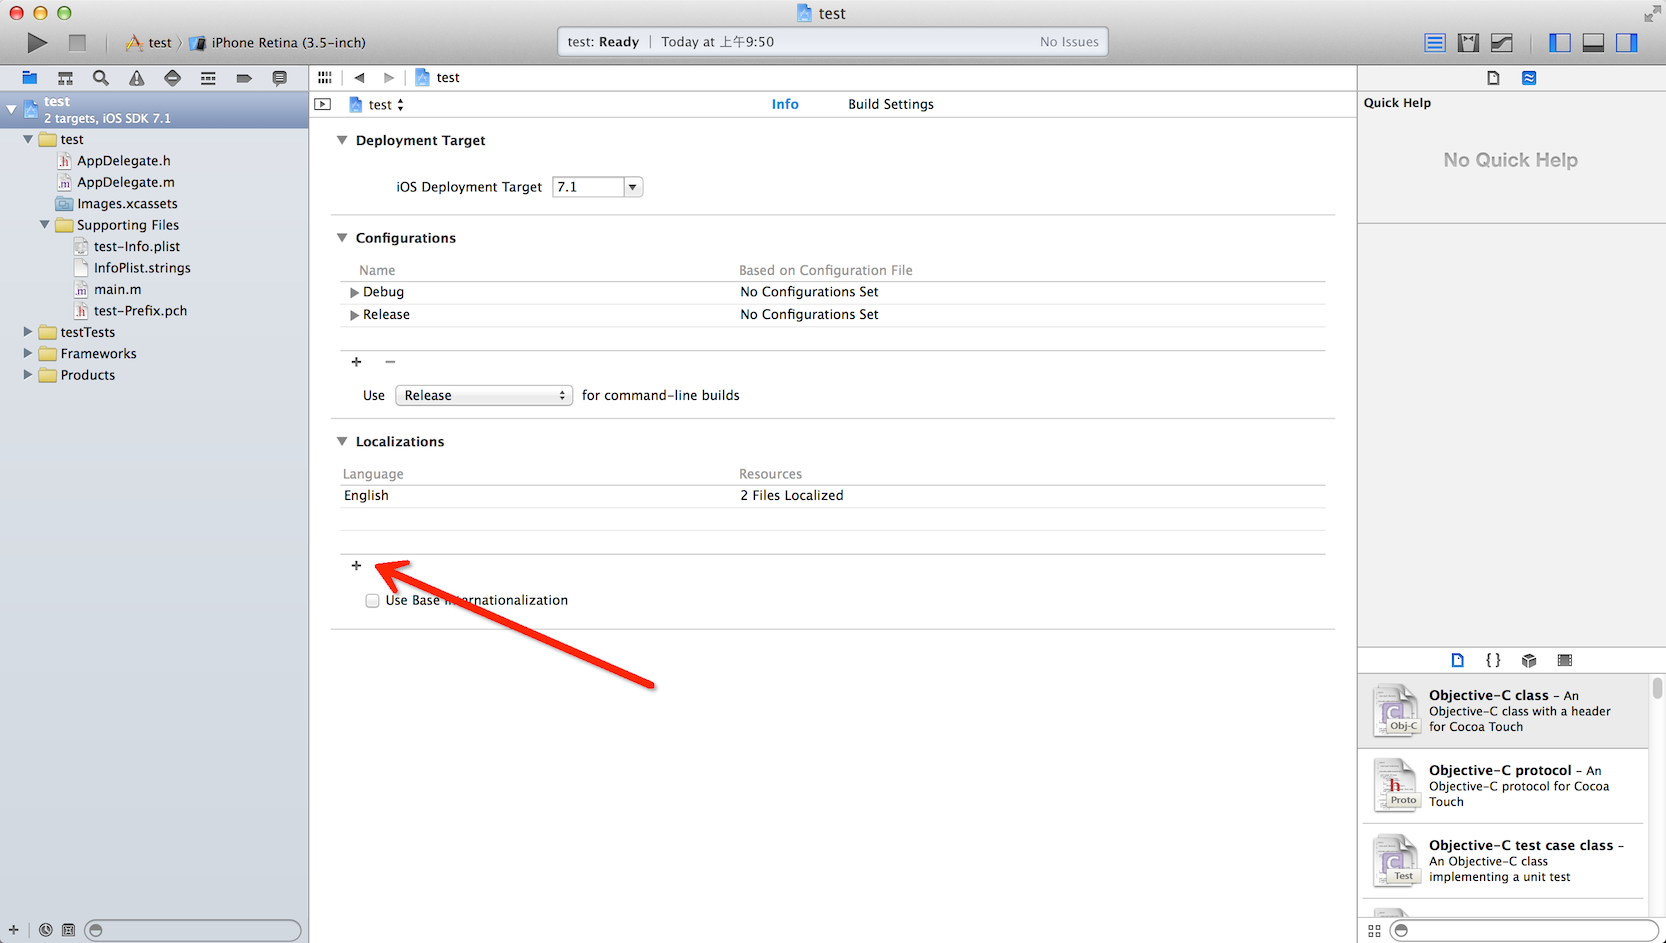 test
test
iPhone Retina (3.5-inch)
test: Ready
Today at 上午9:50
No Issues
test
test
2 targets, iOS SDK 7.1
test
AppDelegate.h
AppDelegate.m
Images.xcassets
Supporting Files
test-Info.plist
InfoPlist.strings
main.m
test-Prefix.pch
testTests
Frameworks
Products
test
Info
Build Settings
Deployment Target
iOS Deployment Target 7.1
Configurations
Name Based on Configuration File
Debug No Configurations Set
Release No Configurations Set
Use Release for command-line builds
Localizations
Language Resources
English 2 Files Localized
Use Base Internationalization
Quick Help
No Quick Help
Obj-C
Objective-C class - An
Objective-C class with a header
for Cocoa Touch
Proto
Objective-C protocol - An
Objective-C protocol for Cocoa
Touch
Test
Objective-C test case class -
An Objective-C class
implementing a unit test